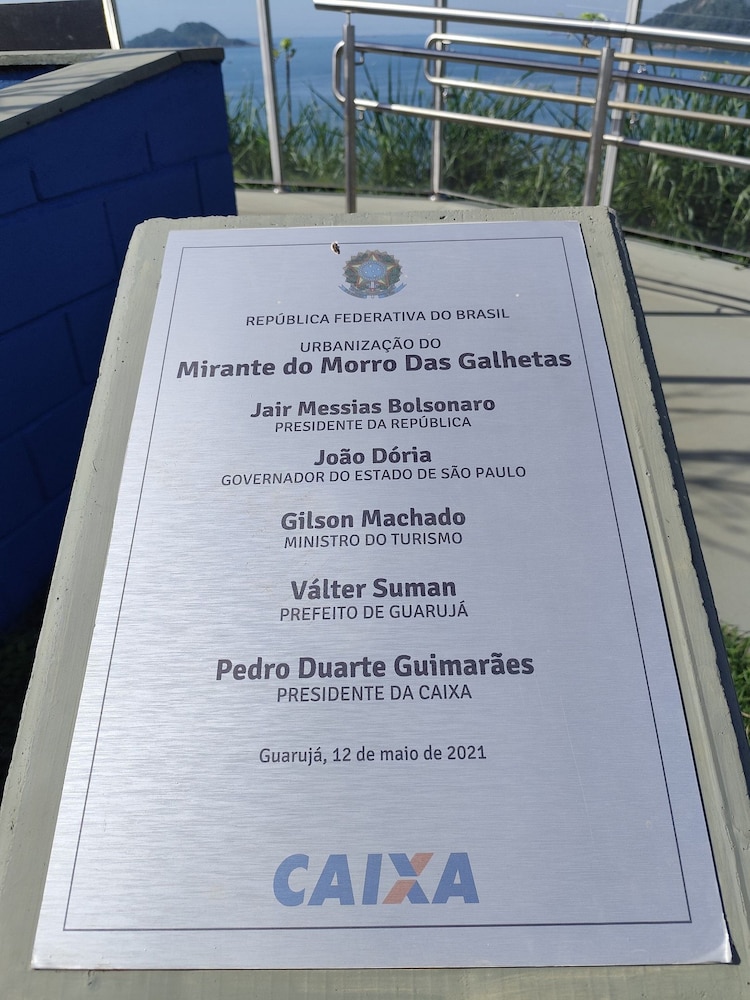 REPÚBLICA FEDERATIVA DO BRASIL
URBANIZAÇÃO DO
Mirante do Morro Das Galhetas
Jair Messias Bolsonaro
PRESIDENTE DA REPÚBLICA
João Dória
GOVERNADOR DO ESTADO DE SÃO PAULO
Gilson Machado
MINISTRO DO TURISMO
Válter Suman
PREFEITO DE GUARUJÁ
Pedro Duarte Guimarães
PRESIDENTE DA CAIXA
Guarujá, 12 de maio de 2021
CAIXA